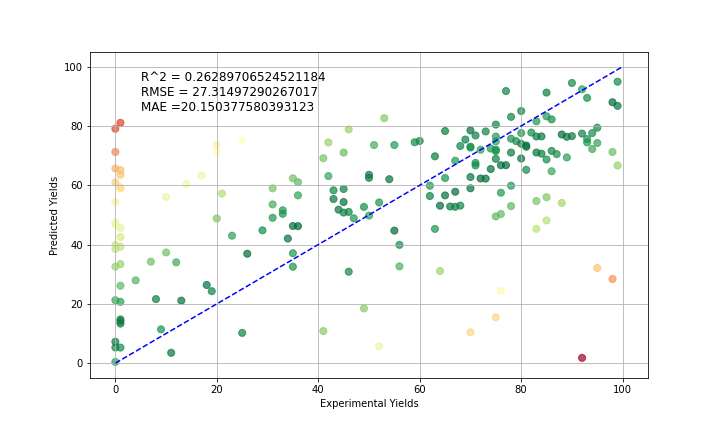 100
80
60
40
20
0
R^2 = 0.26289706524521184
RMSE = 27.31497290267017
MAE =20.150377580393123
Predicted Yields
0
20
40
60
80
100
Experimental Yields